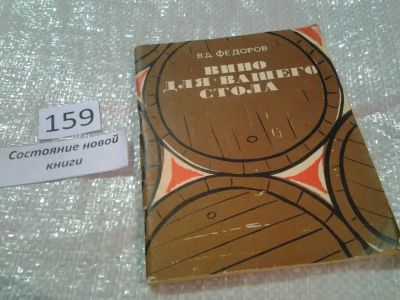 159
Состояние новой
книги
В.Д. ФЕДОРОВ
ВИНО
ДЛЯ ВАШЕГО
СТОЛА